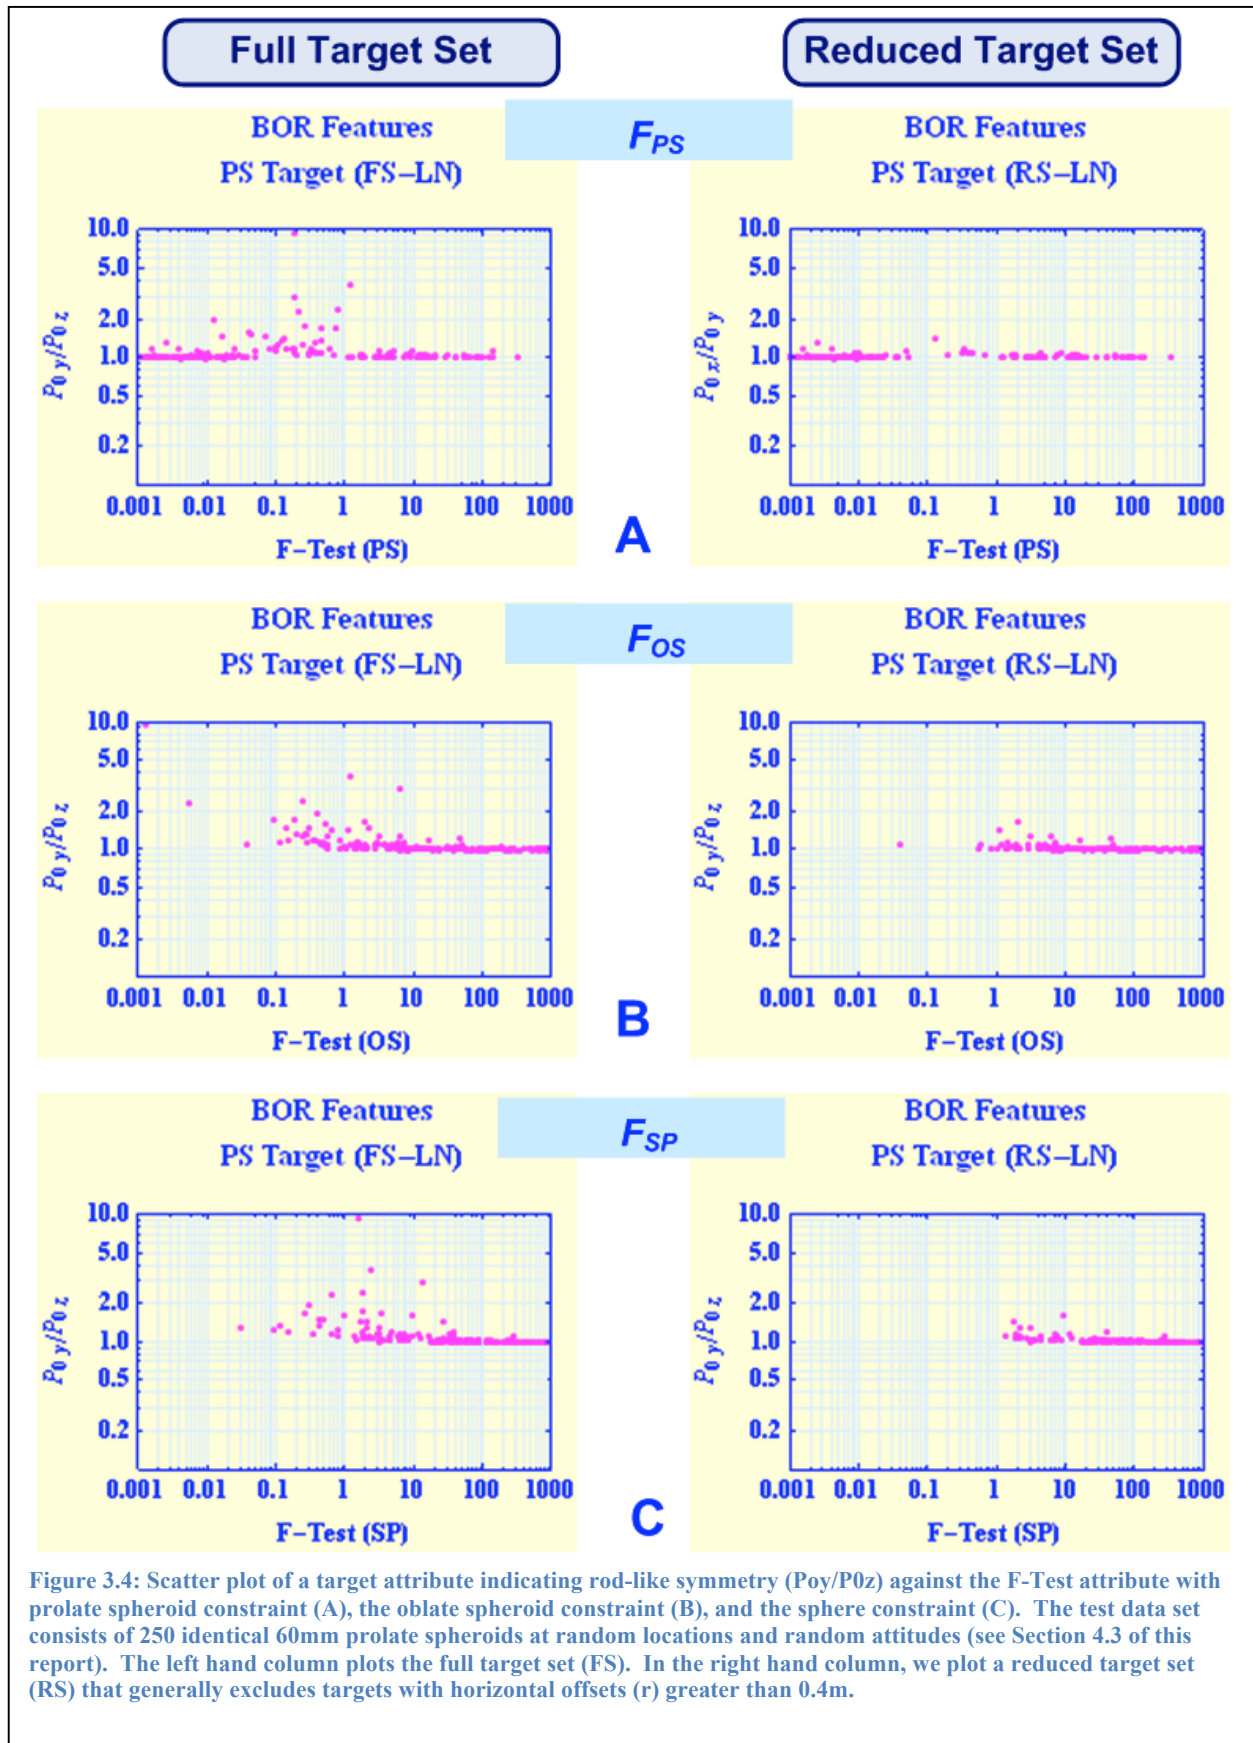 Full Target Set
Reduced Target Set
F_PS
BOR Features
PS Target (FS–LN)
10.0
5.0
2.0
1.0
0.5
0.2
P0 y/P0 z
0.001 0.01 0.1 1 10 100 1000
F–Test (PS)
BOR Features
PS Target (RS–LN)
10.0
5.0
2.0
1.0
0.5
0.2
P0 x/P0 y
0.001 0.01 0.1 1 10 100 1000
F–Test (PS)
A
F_OS
BOR Features
PS Target (FS–LN)
10.0
5.0
2.0
1.0
0.5
0.2
P0 y/P0 z
0.001 0.01 0.1 1 10 100 1000
F–Test (OS)
BOR Features
PS Target (RS–LN)
10.0
5.0
2.0
1.0
0.5
0.2
P0 y/P0 z
0.001 0.01 0.1 1 10 100 1000
F–Test (OS)
B
F_SP
BOR Features
PS Target (FS–LN)
10.0
5.0
2.0
1.0
0.5
0.2
P0 y/P0 z
0.001 0.01 0.1 1 10 100 1000
F–Test (SP)
BOR Features
PS Target (RS–LN)
10.0
5.0
2.0
1.0
0.5
0.2
P0 y/P0 z
0.001 0.01 0.1 1 10 100 1000
F–Test (SP)
C
Figure 3.4: Scatter plot of a target attribute indicating rod-like symmetry (Poy/P0z) against the F-Test attribute with
prolate spheroid constraint (A), the oblate spheroid constraint (B), and the sphere constraint (C). The test data set
consists of 250 identical 60mm prolate spheroids at random locations and random attitudes (see Section 4.3 of this
report). The left hand column plots the full target set (FS). In the right hand column, we plot a reduced target set
(RS) that generally excludes targets with horizontal offsets (r) greater than 0.4m.